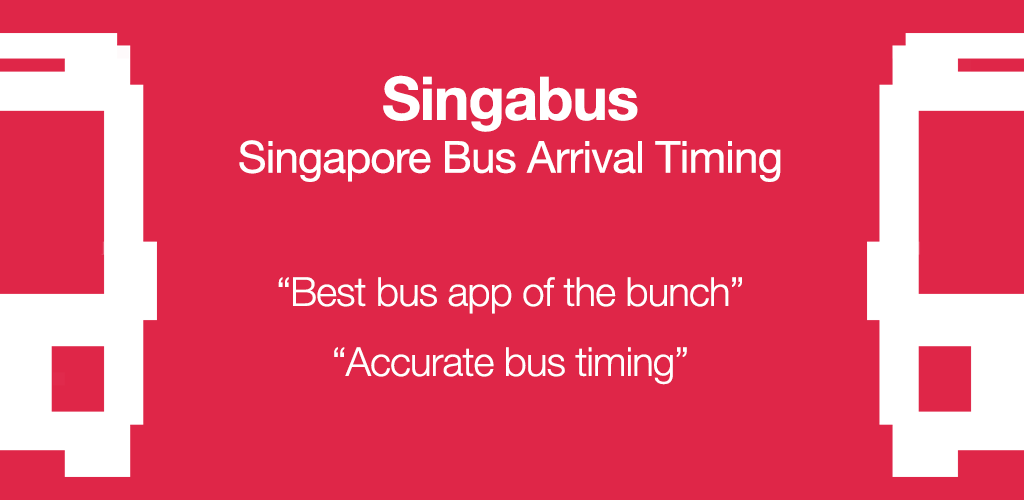 Singabus
Singapore Bus Arrival Timing
“Best bus app of the bunch”
“Accurate bus timing”